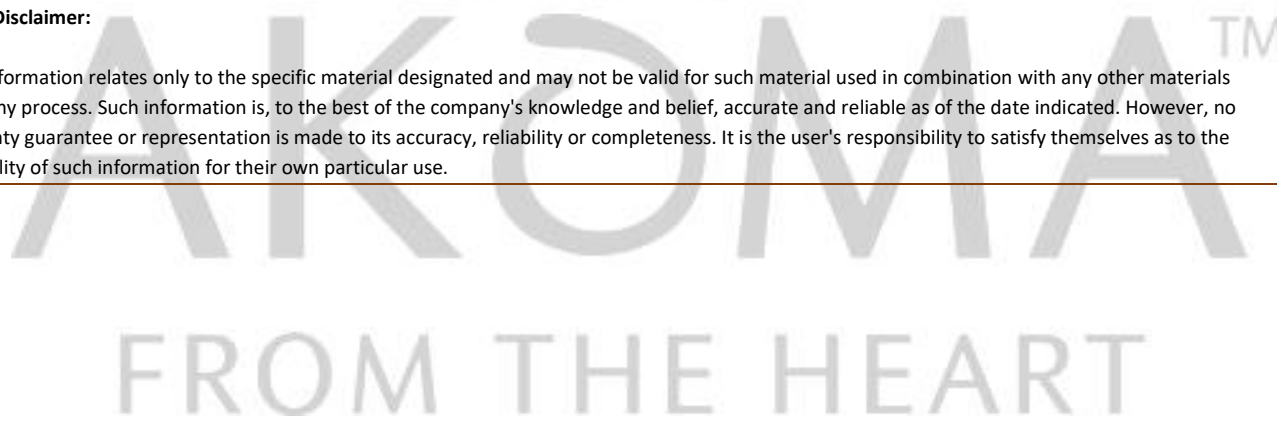 Disclaimer:
formation relates only to the specific material designated and may not be valid for such material used in combination with any other materials
ny process. Such information is, to the best of the company's knowledge and belief, accurate and reliable as of the date indicated. However, no
nty guarantee or representation is made to its accuracy, reliability or completeness. It is the user's responsibility to satisfy themselves as to the
lity of such information for their own particular use.
AKOMA TM
FROM THE HEART